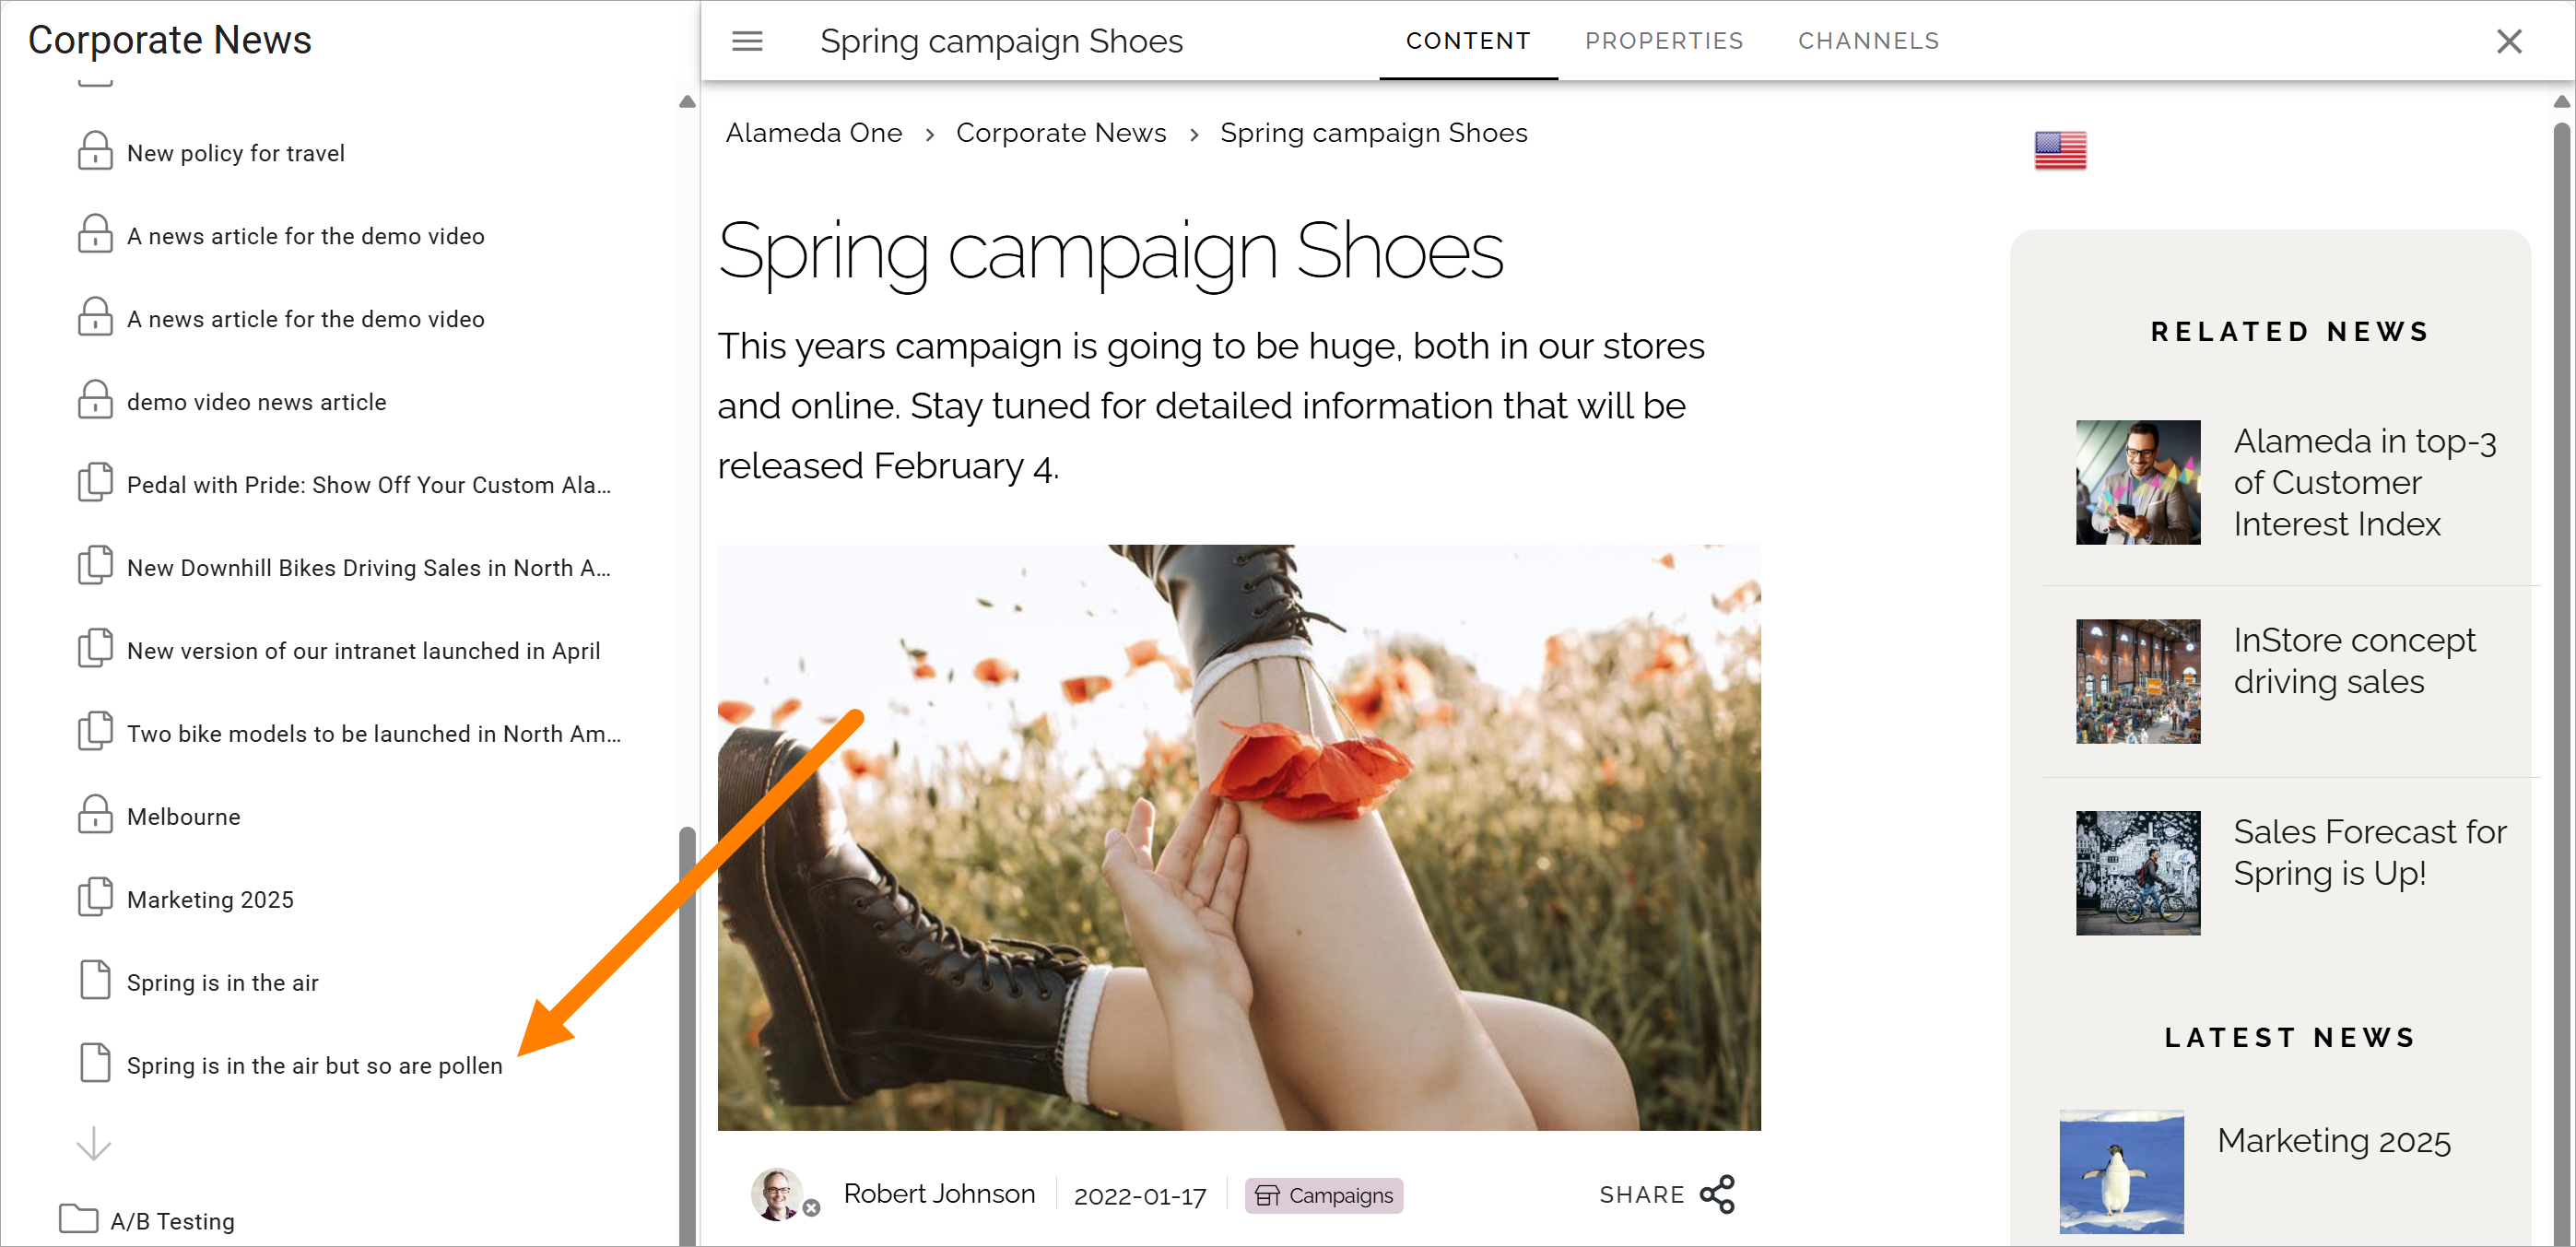 Corporate News
New policy for travel
A news article for the demo video
A news article for the demo video
demo video news article
Pedal with Pride: Show Off Your Custom Ala...
New Downhill Bikes Driving Sales in North A...
New version of our intranet launched in April
Two bike models to be launched in North Am...
Melbourne
Marketing 2025
Spring is in the air
Spring is in the air but so are pollen
A/B Testing
Spring campaign Shoes
CONTENT PROPERTIES CHANNELS
Alameda One > Corporate News > Spring campaign Shoes
Spring campaign Shoes
This years campaign is going to be huge, both in our stores
and online. Stay tuned for detailed information that will be
released February 4.
Robert Johnson 2022-01-17 Campaigns SHARE
RELATED NEWS
Alameda in top-3
of Customer
Interest Index
InStore concept
driving sales
Sales Forecast for
Spring is Up!
LATEST NEWS
Marketing 2025